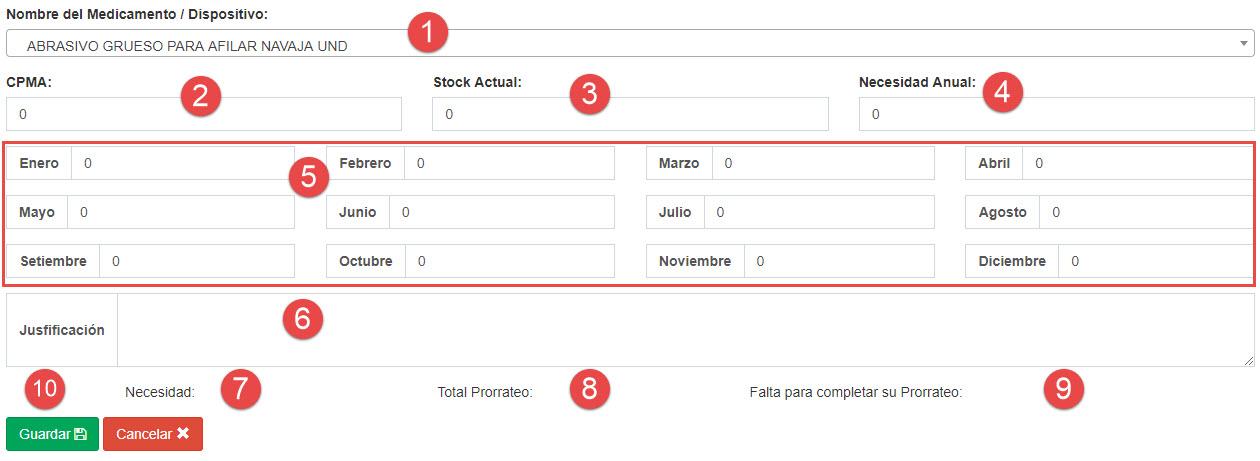 Nombre del Medicamento / Dispositivo:
1
ABRASIVO GRUESO PARA AFILAR NAVAJA UND
CPMA: 2 Stock Actual: 3 Necesidad Anual: 4
0 0 0
Enero 0 5 Febrero 0 Marzo 0 Abril 0
Mayo 0 Junio 0 Julio 0 Agosto 0
Setiembre 0 Octubre 0 Noviembre 0 Diciembre 0
6
Jusfificación
10 Necesidad: 7 Total Prorrateo: 8 Falta para completar su Prorrateo: 9
Guardar Cancelar